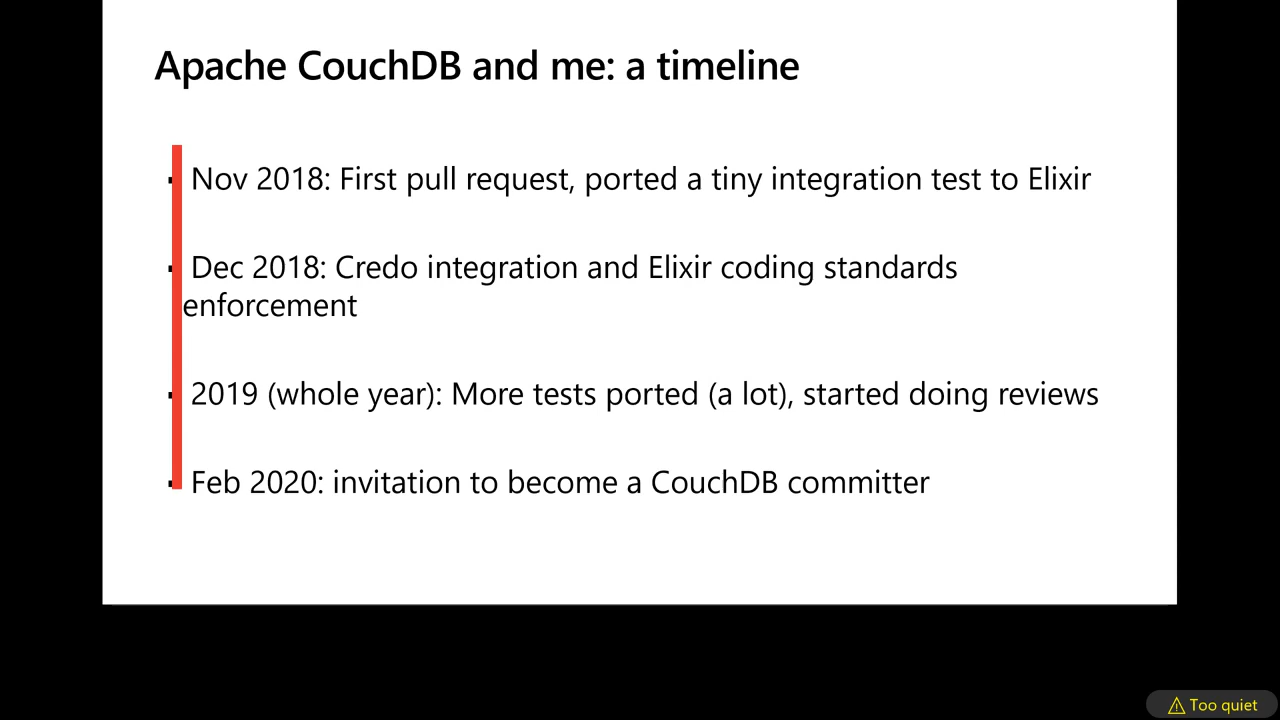 Apache CouchDB and me: a timeline
Nov 2018: First pull request, ported a tiny integration test to Elixir
Dec 2018: Credo integration and Elixir coding standards
enforcement
2019 (whole year): More tests ported (a lot), started doing reviews
Feb 2020: invitation to become a CouchDB committer
Too quiet